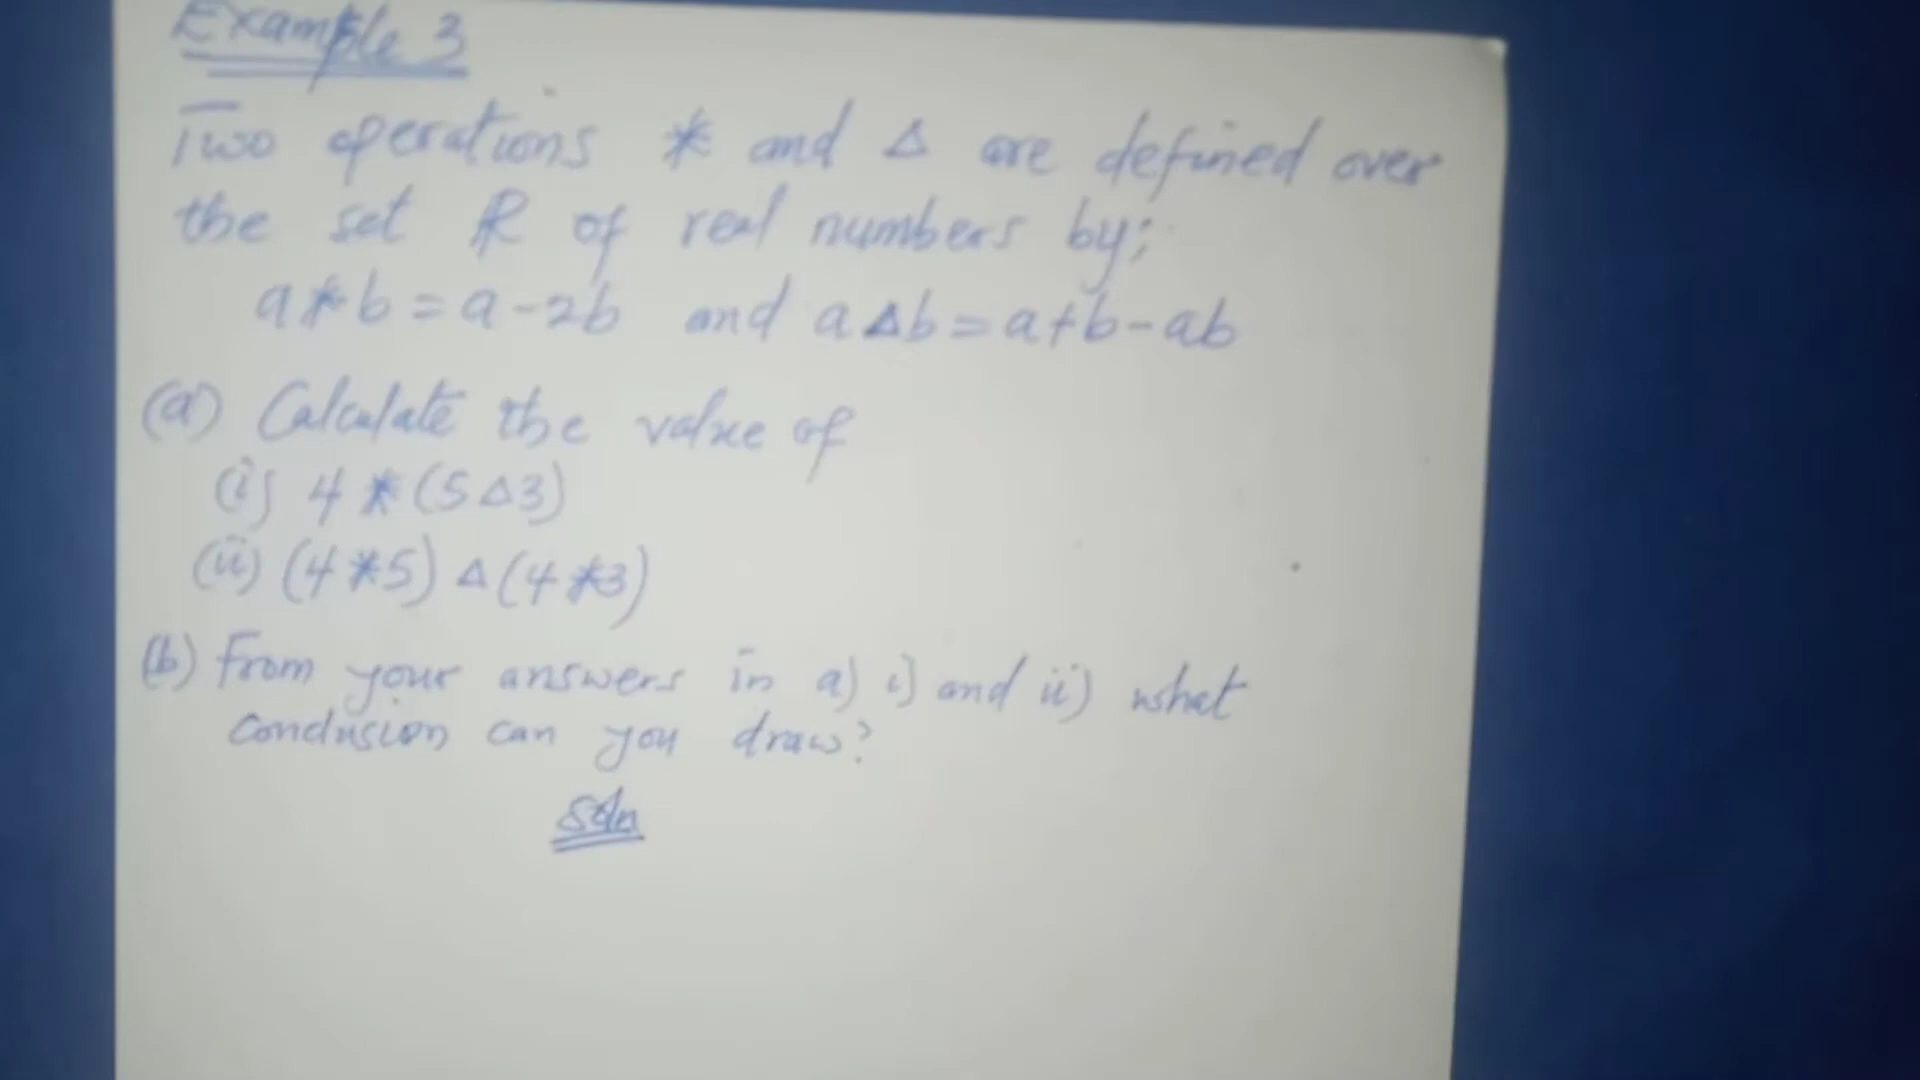 Example 3
Two operations * and Δ are defined over
the set ℝ of real numbers by;
a*b=a-2b and aΔb=a+b-ab
(a) Calculate the value of
(i) 4*(5Δ3)
(ii) (4*5)Δ(4*3)
(b) From your answers in a) i) and ii) what
conclusion can you draw?
Soln